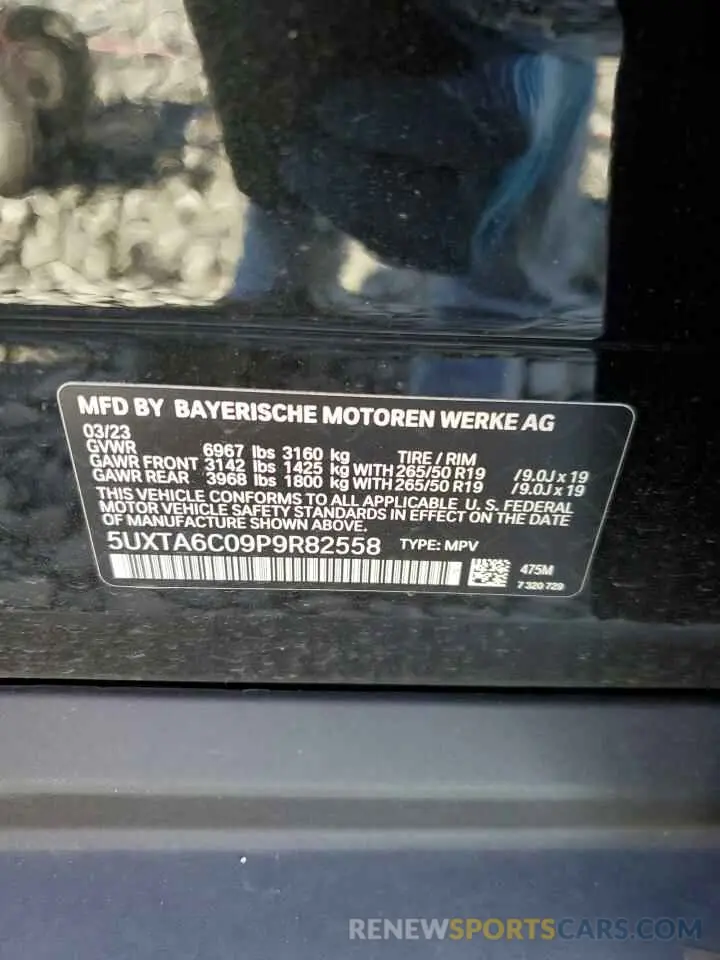 MFD BY BAYERISCHE MOTOREN WERKE AG
03/23
GVWR 6967 lbs 3160 kg TIRE / RIM
GAWR FRONT 3142 lbs 1425 kg WITH 265/50 R19 /9.0J x 19
GAWR REAR 3968 lbs 1800 kg WITH 265/50 R19 /9.0J x 19
THIS VEHICLE CONFORMS TO ALL APPLICABLE U. S. FEDERAL
MOTOR VEHICLE SAFETY STANDARDS IN EFFECT ON THE DATE
OF MANUFACTURE SHOWN ABOVE.
5UXTA6C09P9R82558 TYPE: MPV
475M
7 320 729
RENEWSPORTSCARS.COM